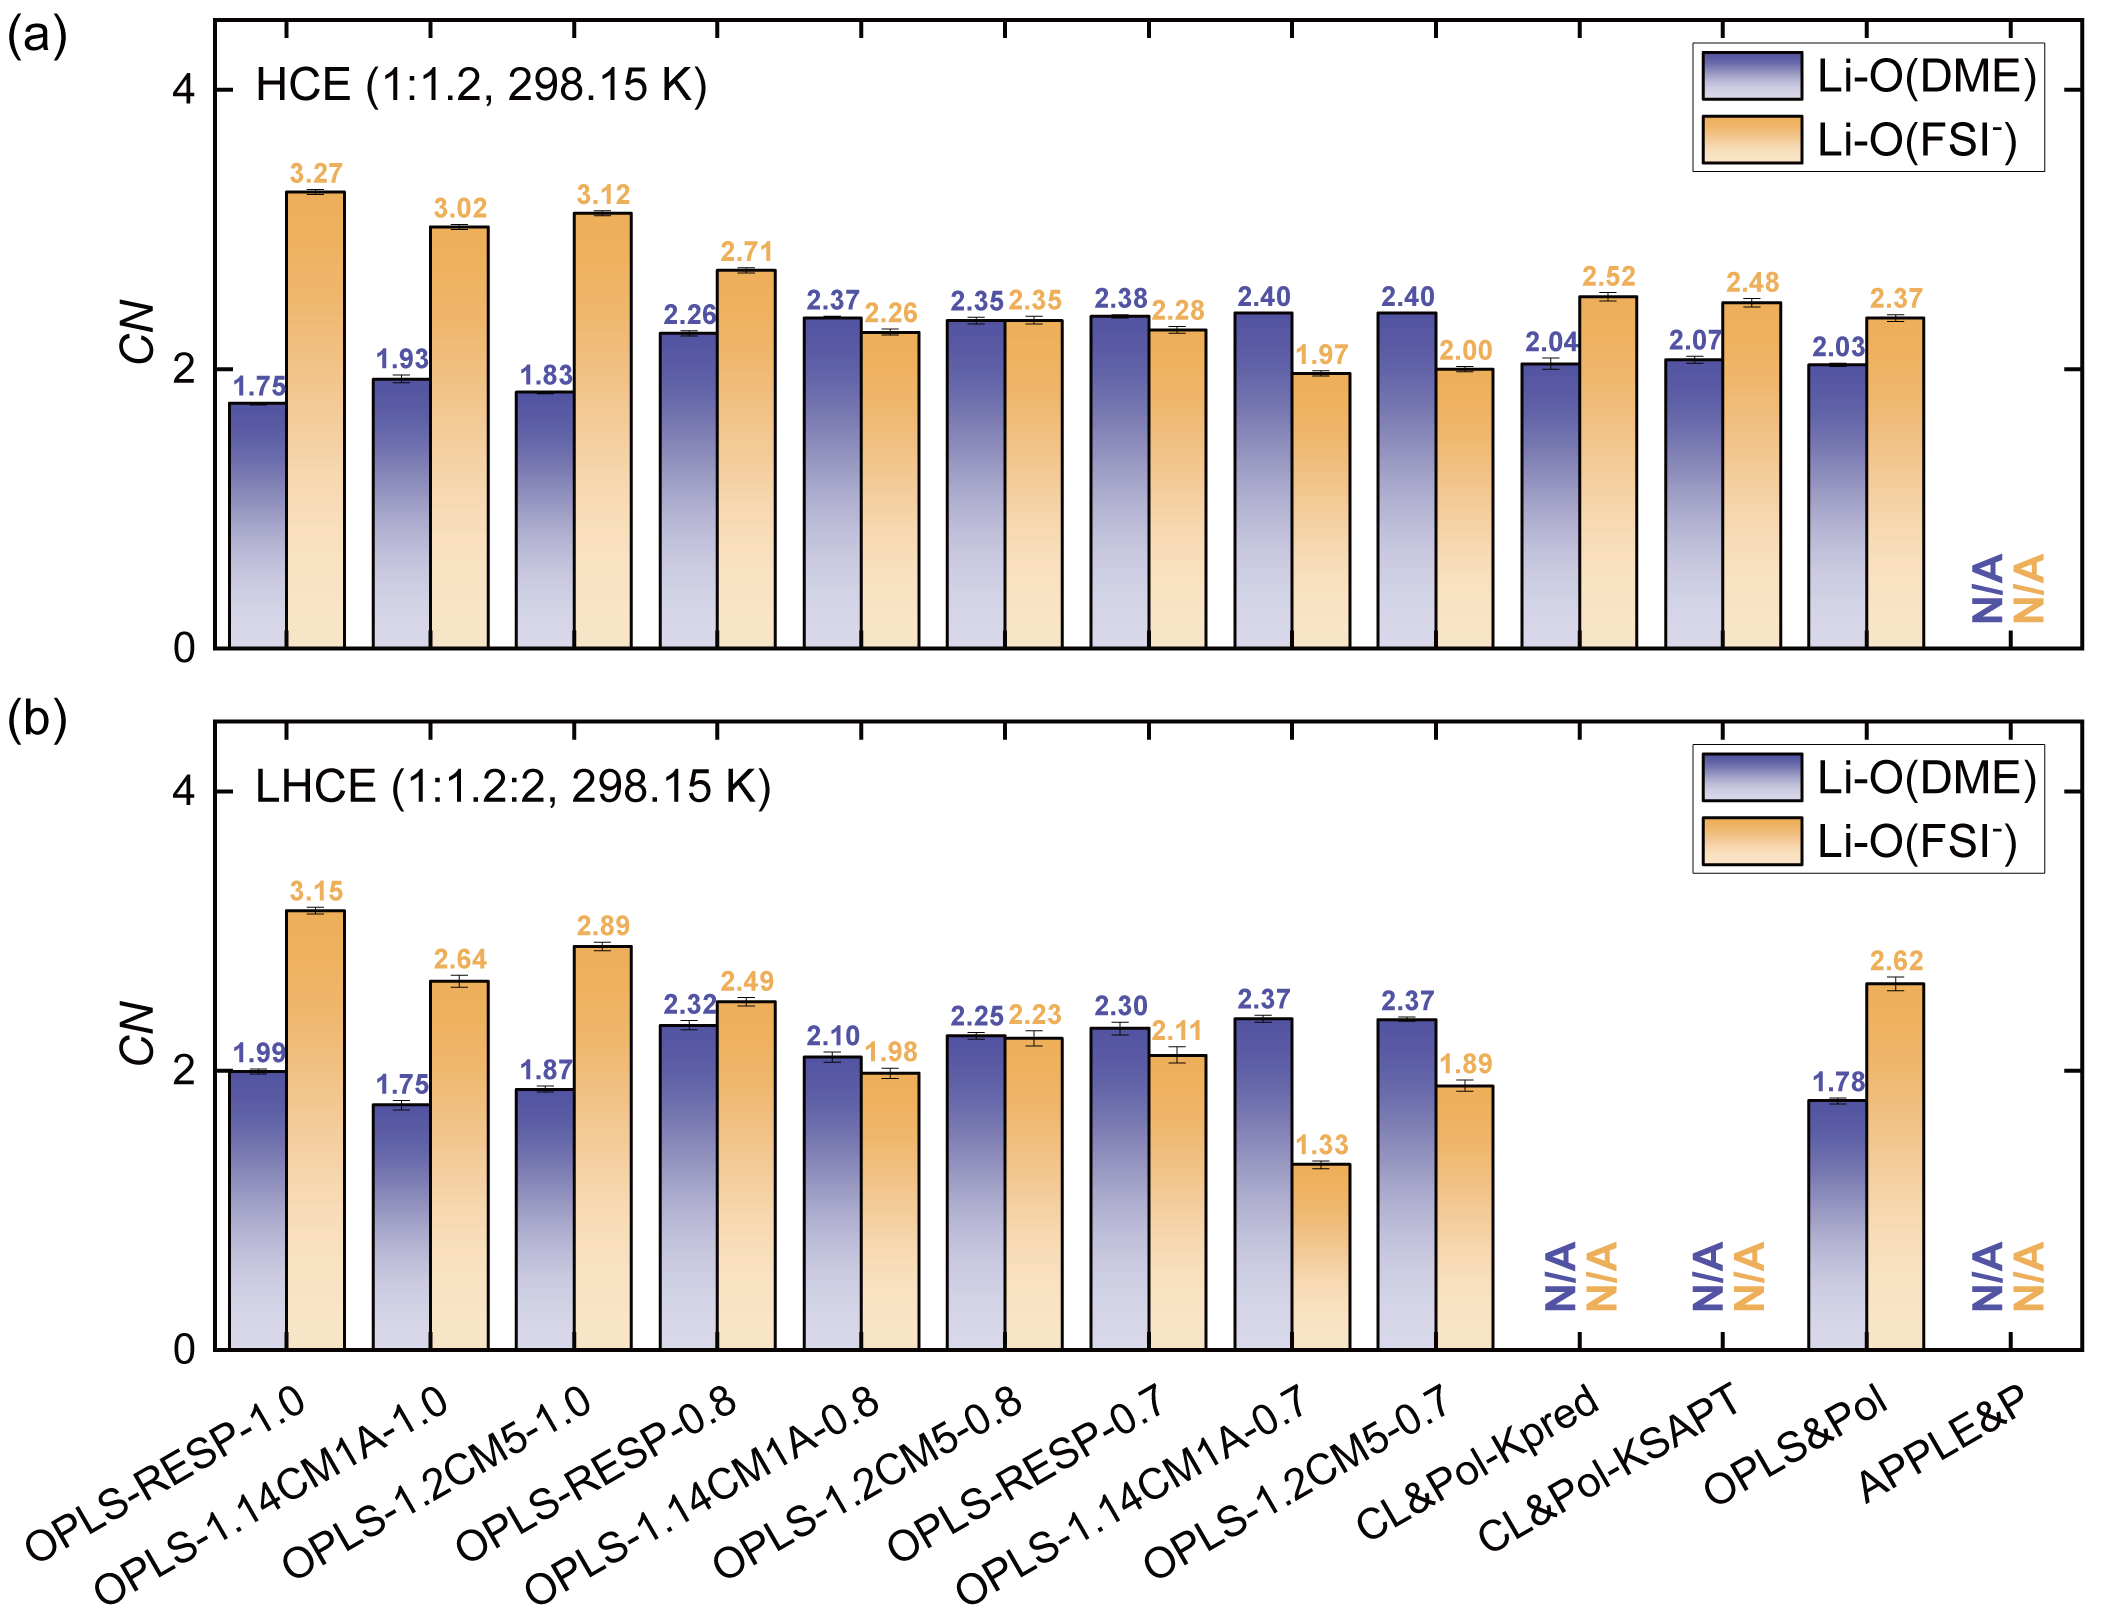 (a)
HCE (1:1.2, 298.15 K)
Li-O(DME)
Li-O(FSI⁻)
CN
4
2
0
1.75 3.27 1.93 3.02 1.83 3.12 2.26 2.71 2.37 2.26 2.35 2.35 2.38 2.28 2.40 1.97 2.40 2.00 2.04 2.52 2.07 2.48 2.03 2.37 N/A N/A
(b)
LHCE (1:1.2:2, 298.15 K)
Li-O(DME)
Li-O(FSI⁻)
CN
4
2
0
1.99 3.15 1.75 2.64 1.87 2.89 2.32 2.49 2.10 1.98 2.25 2.23 2.30 2.11 2.37 1.33 2.37 1.89 N/A N/A N/A N/A 1.78 2.62 N/A N/A
OPLS-RESP-1.0
OPLS-1.14CM1A-1.0
OPLS-1.2CM5-1.0
OPLS-RESP-0.8
OPLS-1.14CM1A-0.8
OPLS-1.2CM5-0.8
OPLS-RESP-0.7
OPLS-1.14CM1A-0.7
OPLS-1.2CM5-0.7
CL&Pol-Kpred
CL&Pol-KSAPT
OPLS&Pol
APPLE&P